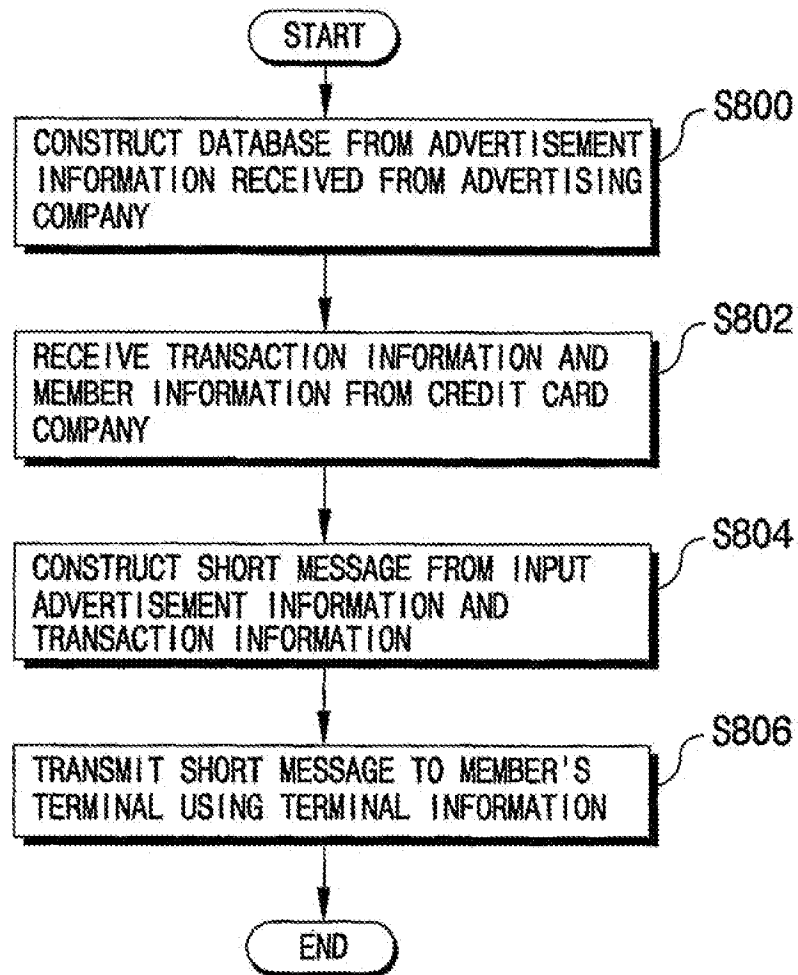 START
S800
CONSTRUCT DATABASE FROM ADVERTISEMENT
INFORMATION RECEIVED FROM ADVERTISING
COMPANY
S802
RECEIVE TRANSACTION INFORMATION AND
MEMBER INFORMATION FROM CREDIT CARD
COMPANY
S804
CONSTRUCT SHORT MESSAGE FROM INPUT
ADVERTISEMENT INFORMATION AND
TRANSACTION INFORMATION
S806
TRANSMIT SHORT MESSAGE TO MEMBER'S
TERMINAL USING TERMINAL INFORMATION
END